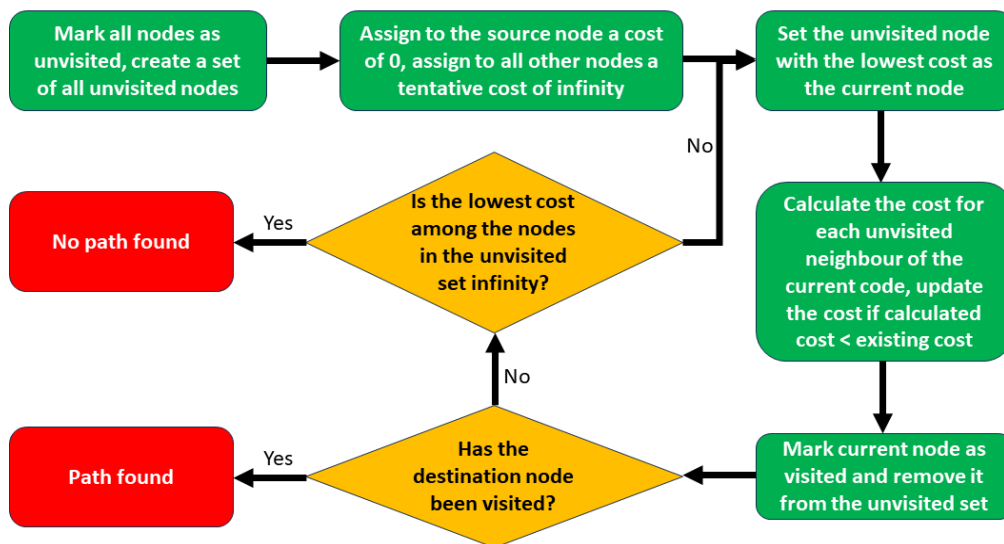 Mark all nodes as
unvisited, create a set
of all unvisited nodes
Assign to the source node a cost
of 0, assign to all other nodes a
tentative cost of infinity
Set the unvisited node
with the lowest cost as
the current node
No
Is the lowest cost
among the nodes
in the unvisited
set infinity?
Yes
No path found
Calculate the cost for
each unvisited
neighbour of the
current code, update
the cost if calculated
cost < existing cost
No
Has the
destination node
been visited?
Yes
Path found
Mark current node as
visited and remove it
from the unvisited set